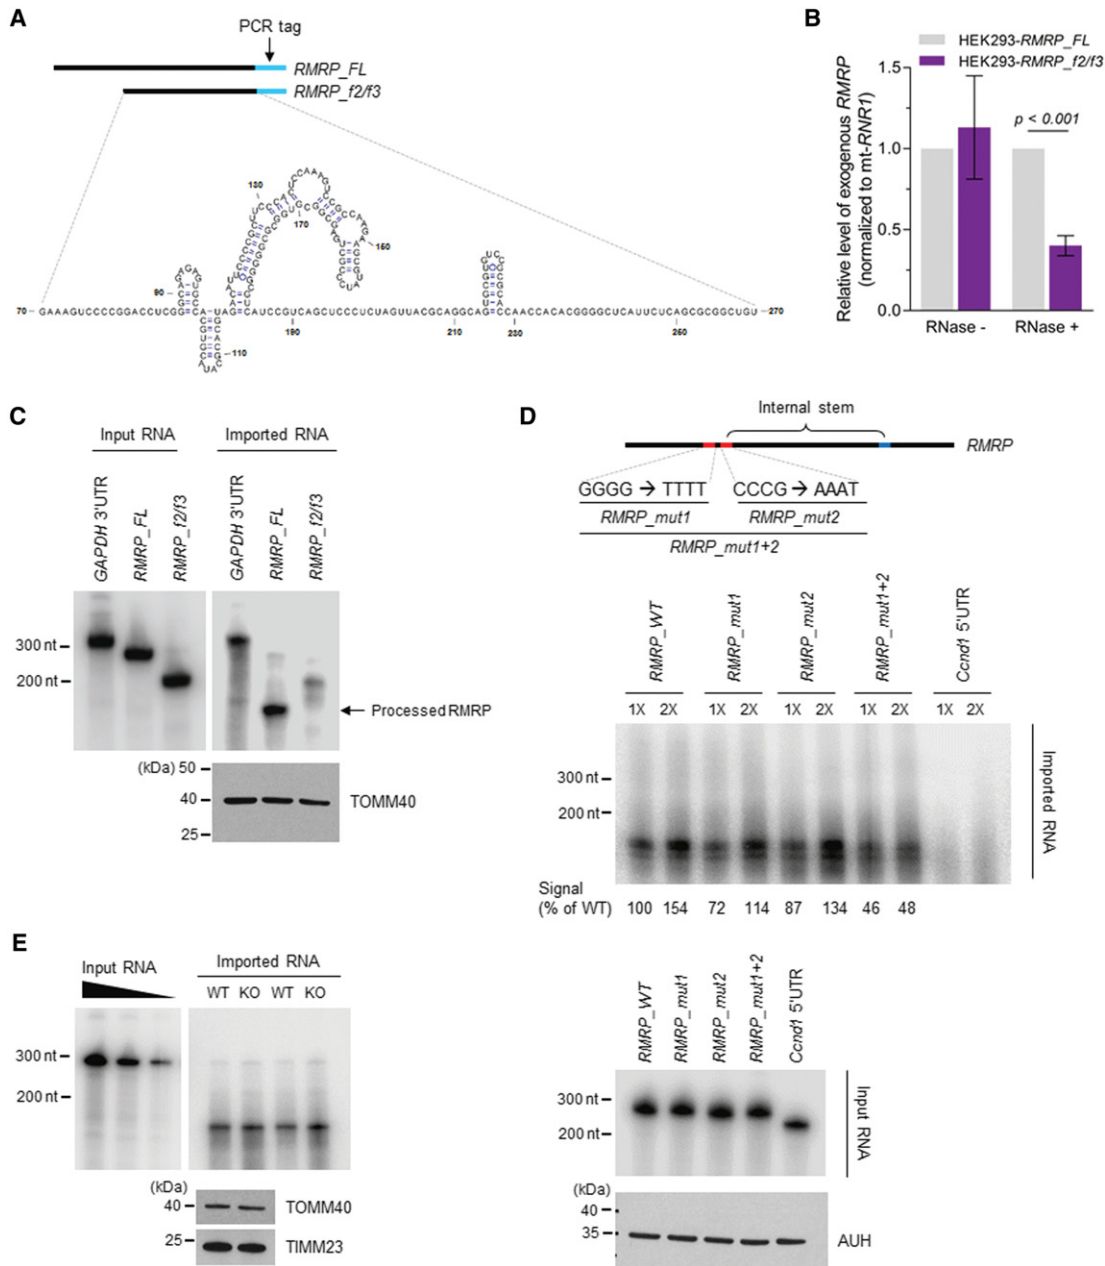 A
PCR tag
RMRP_FL
RMRP_f2/f3
130
170
150
90
110
70
GAAAGUCCCCGGACCUCGG
CAUCCGUCAGCUCCCUCUAGUUACGCAGGCAG
CAACCACACGGGGCUCAUUCUCAGCGCGGCUGU
270
190
210
230
250
B
HEK293-RMRP_FL
HEK293-RMRP_f2/f3
Relative level of exogenous RMRP
(normalized to mt-RNR1)
1.5
1.0
0.5
0.0
p < 0.001
RNase -
RNase +
C
Input RNA
Imported RNA
GAPDH 3'UTR
RMRP_FL
RMRP_f2/f3
GAPDH 3'UTR
RMRP_FL
RMRP_f2/f3
300 nt
200 nt
Processed RMRP
(kDa) 50
40
25
TOMM40
D
Internal stem
RMRP
GGGG → TTTT
CCCG → AAAT
RMRP_mut1
RMRP_mut2
RMRP_mut1+2
RMRP_WT
RMRP_mut1
RMRP_mut2
RMRP_mut1+2
Ccnd1 5'UTR
1X 2X 1X 2X 1X 2X 1X 2X 1X 2X
300 nt
200 nt
Imported RNA
Signal
(% of WT) 100 154 72 114 87 134 46 48
RMRP_WT
RMRP_mut1
RMRP_mut2
RMRP_mut1+2
Ccnd1 5'UTR
300 nt
200 nt
Input RNA
(kDa)
40
35
AUH
E
Input RNA
Imported RNA
WT KO WT KO
300 nt
200 nt
(kDa)
40
TOMM40
25
TIMM23